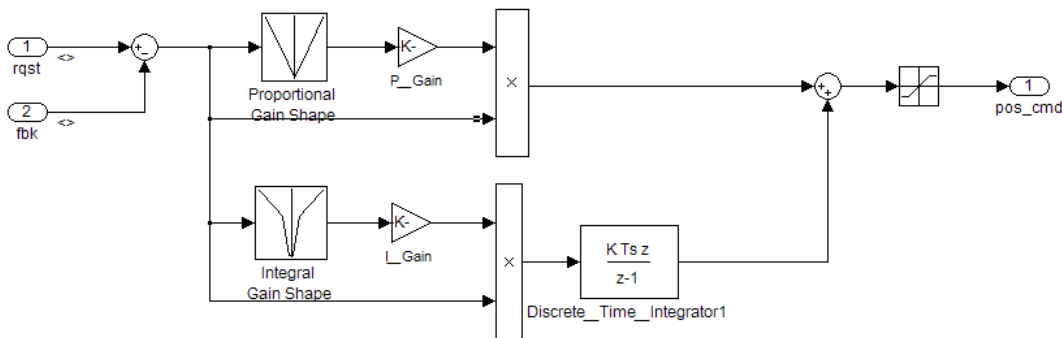 1
rqst
<>
2
fbk
<>
+
−
Proportional
Gain Shape
K-
P__Gain
×
Integral
Gain Shape
K-
I__Gain
×
K Ts z
z-1
Discrete__Time__Integrator1
+
+
1
pos_cmd